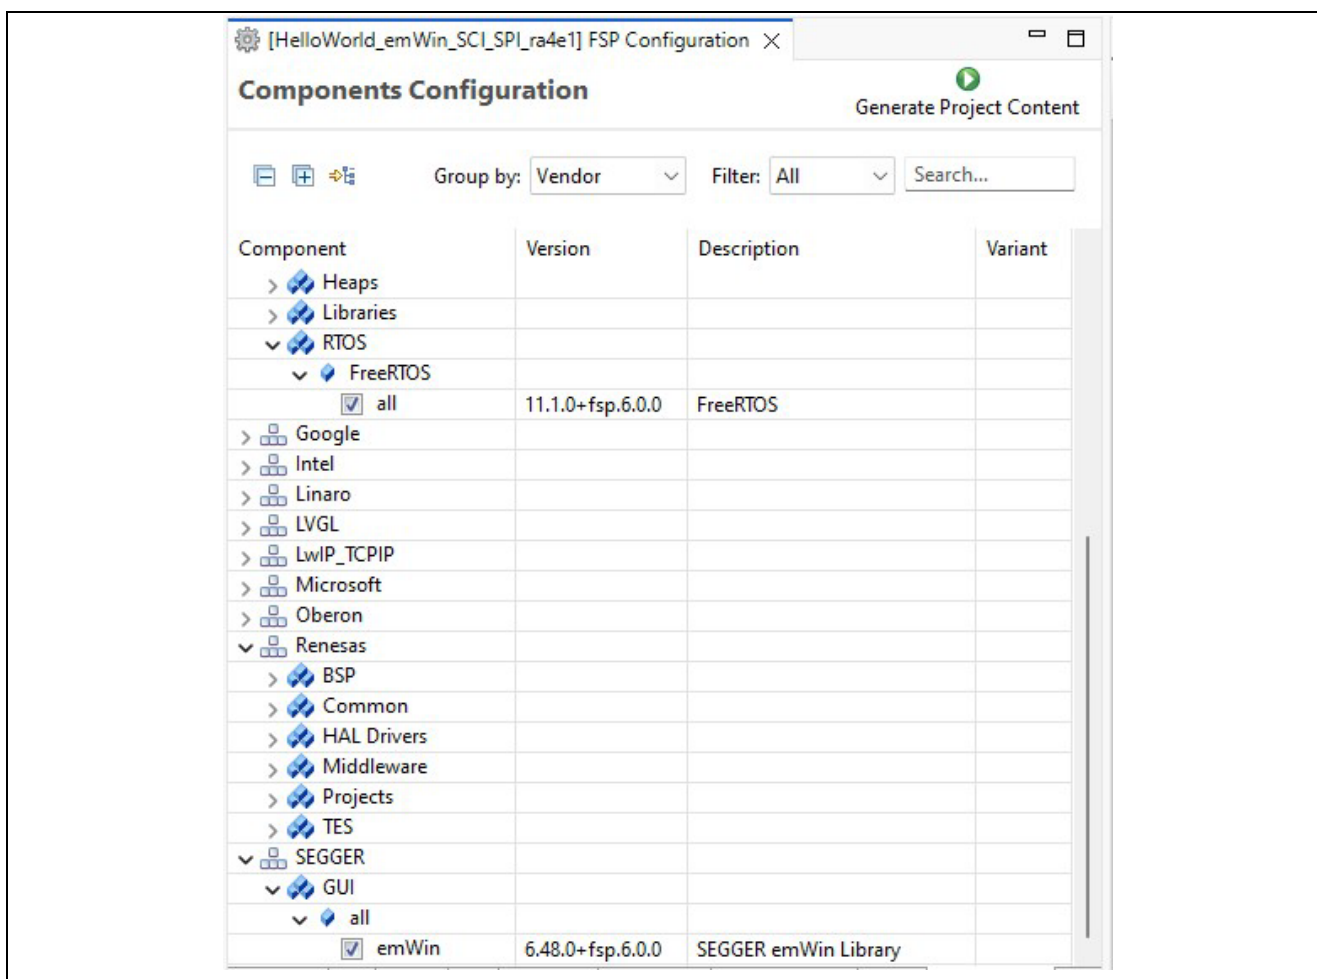 [HelloWorld_emWin_SCI_SPI_ra4e1] FSP Configuration
Components Configuration
Generate Project Content
Group by: Vendor Filter: All Search...
Component Version Description Variant
Heaps
Libraries
RTOS
FreeRTOS
all 11.1.0+fsp.6.0.0 FreeRTOS
Google
Intel
Linaro
LVGL
LwIP_TCPIP
Microsoft
Oberon
Renesas
BSP
Common
HAL Drivers
Middleware
Projects
TES
SEGGER
GUI
all
emWin 6.48.0+fsp.6.0.0 SEGGER emWin Library